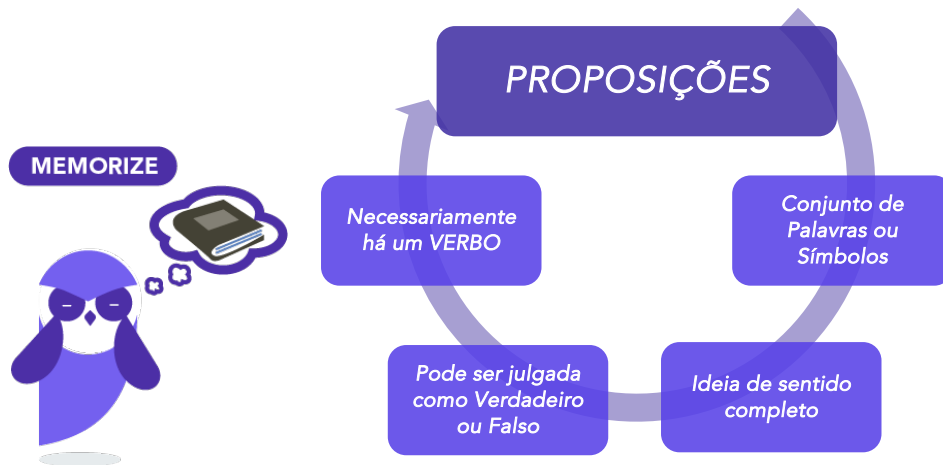 PROPOSIÇÕES
MEMORIZE
Necessariamente
há um VERBO
Conjunto de
Palavras ou
Símbolos
Pode ser julgada
como Verdadeiro
ou Falso
Ideia de sentido
completo